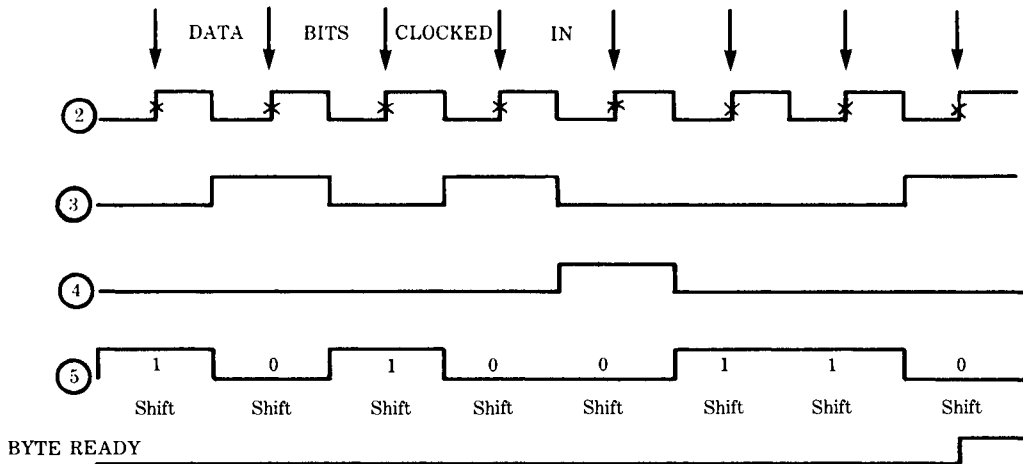 DATA BITS CLOCKED IN
2
3
4
5
1 0 1 0 0 1 1 0
Shift Shift Shift Shift Shift Shift Shift Shift
BYTE READY